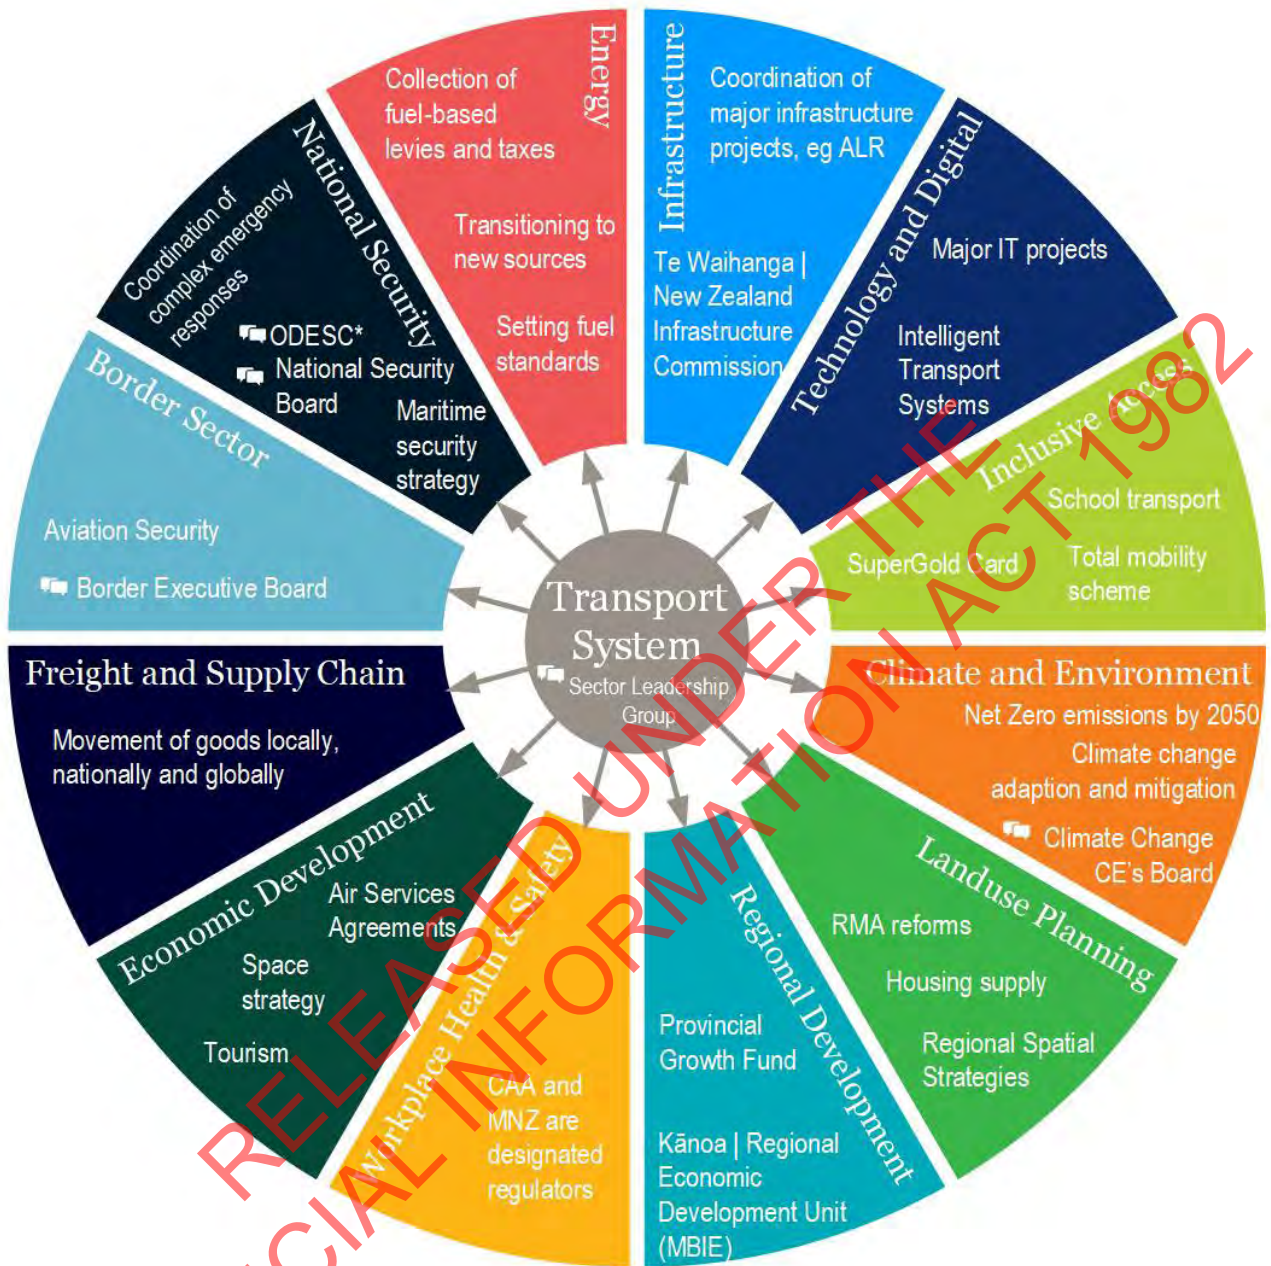 Energy
Collection of
fuel-based
levies and taxes
Transitioning to
new sources
Setting fuel
standards
Infrastructure
Coordination of
major infrastructure
projects, eg ALR
Te Waihanga |
New Zealand
Infrastructure
Commission
Technology and Digital
Major IT projects
Intelligent
Transport
Systems
Inclusive Access
School transport
SuperGold Card
Total mobility
scheme
Climate and Environment
Net Zero emissions by 2050
Climate change
adaption and mitigation
Climate Change
CE's Board
Landuse Planning
RMA reforms
Housing supply
Regional Spatial
Strategies
Regional Development
Provincial
Growth Fund
Kānoa | Regional
Economic
Development Unit
(MBIE)
Workplace Health & Safety
CAA and
MNZ are
designated
regulators
Economic Development
Air Services
Agreements
Space
strategy
Tourism
Freight and Supply Chain
Movement of goods locally,
nationally and globally
Border Sector
Aviation Security
Border Executive Board
National Security
Coordination of
complex emergency
responses
ODESC*
National Security
Board
Maritime
security
strategy
Transport
System
Sector Leadership
Group
RELEASED UNDER THE
CIAL INFORMATION ACT 1982